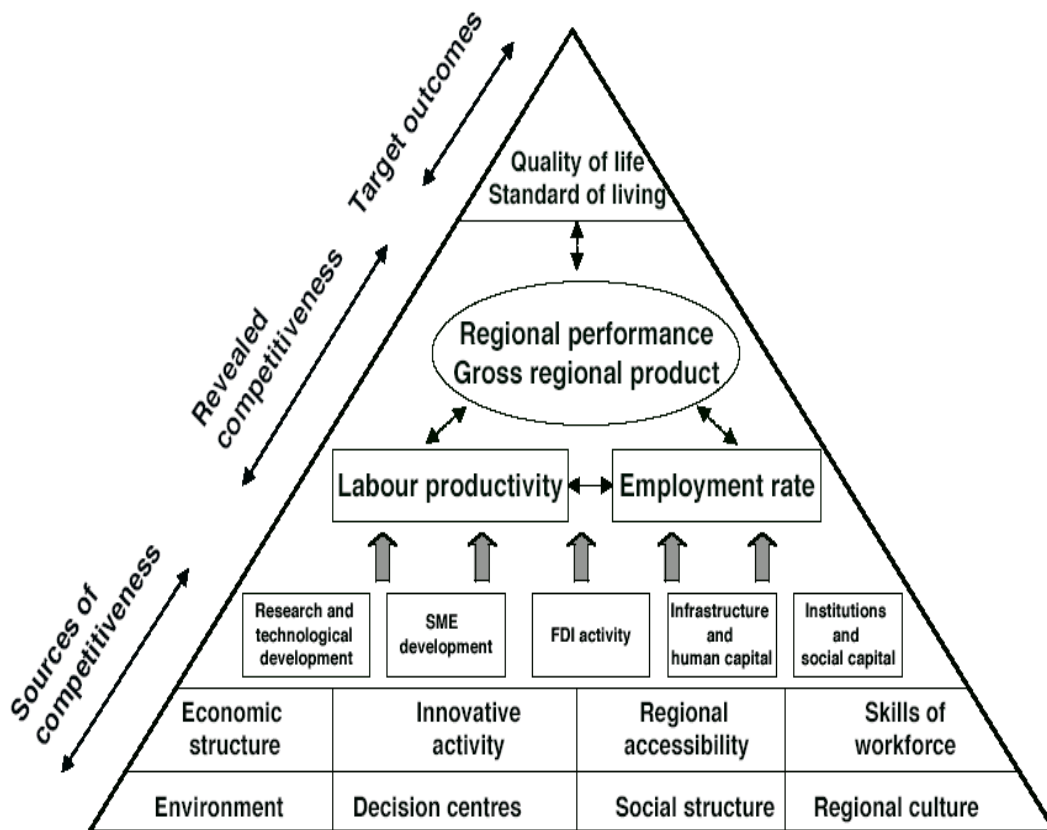 Target outcomes
Quality of life
Standard of living
Revealed
competitiveness
Regional performance
Gross regional product
Labour productivity
Employment rate
Sources of
competitiveness
Research and
technological
development
SME
development
FDI activity
Infrastructure
and
human capital
Institutions
and
social capital
Economic
structure
Innovative
activity
Regional
accessibility
Skills of
workforce
Environment
Decision centres
Social structure
Regional culture